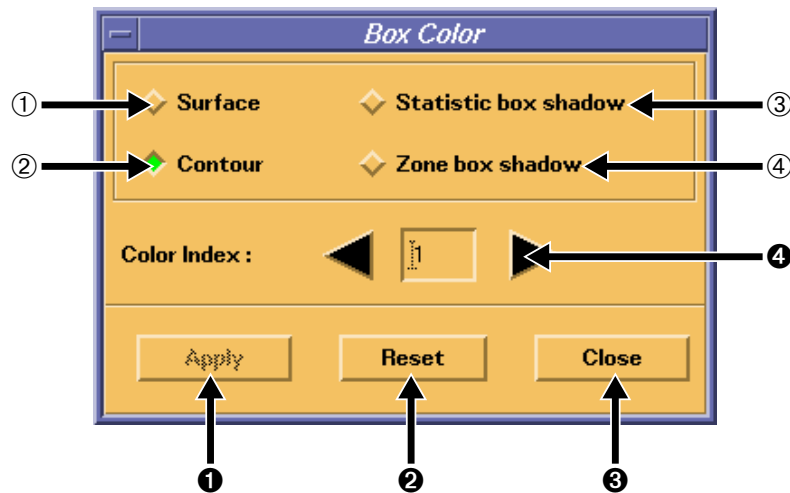 Box Color
① Surface Statistic box shadow ③
② Contour Zone box shadow ④
Color Index : 1 ❹
Apply Reset Close
❶ ❷ ❸